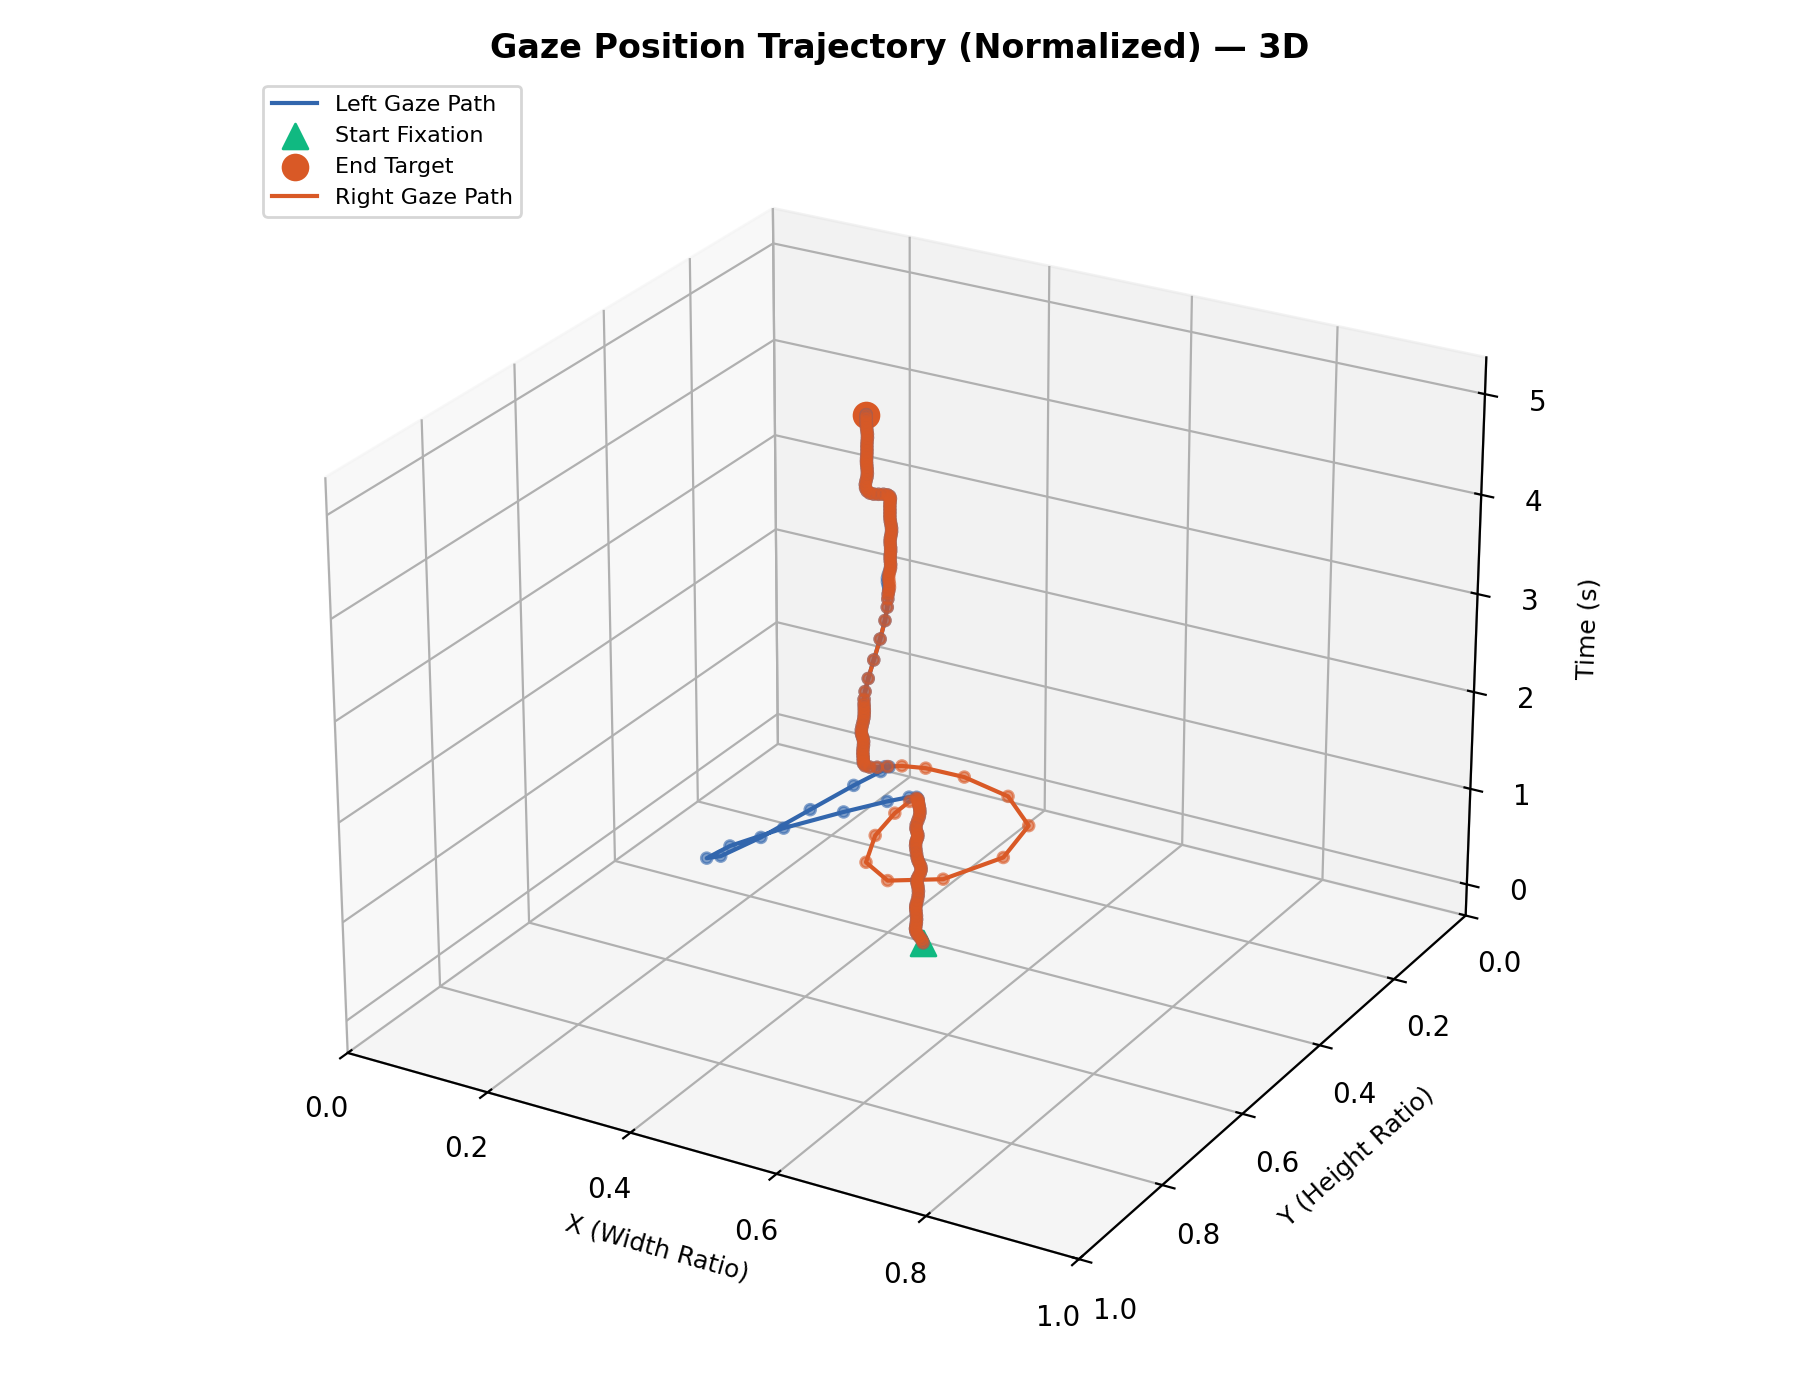 Gaze Position Trajectory (Normalized) — 3D
Left Gaze Path
Start Fixation
End Target
Right Gaze Path
5
4
3
2
1
0
Time (s)
0.0
0.2
0.4
0.6
0.8
1.0
Y (Height Ratio)
0.0
0.2
0.4
0.6
0.8
1.0
X (Width Ratio)